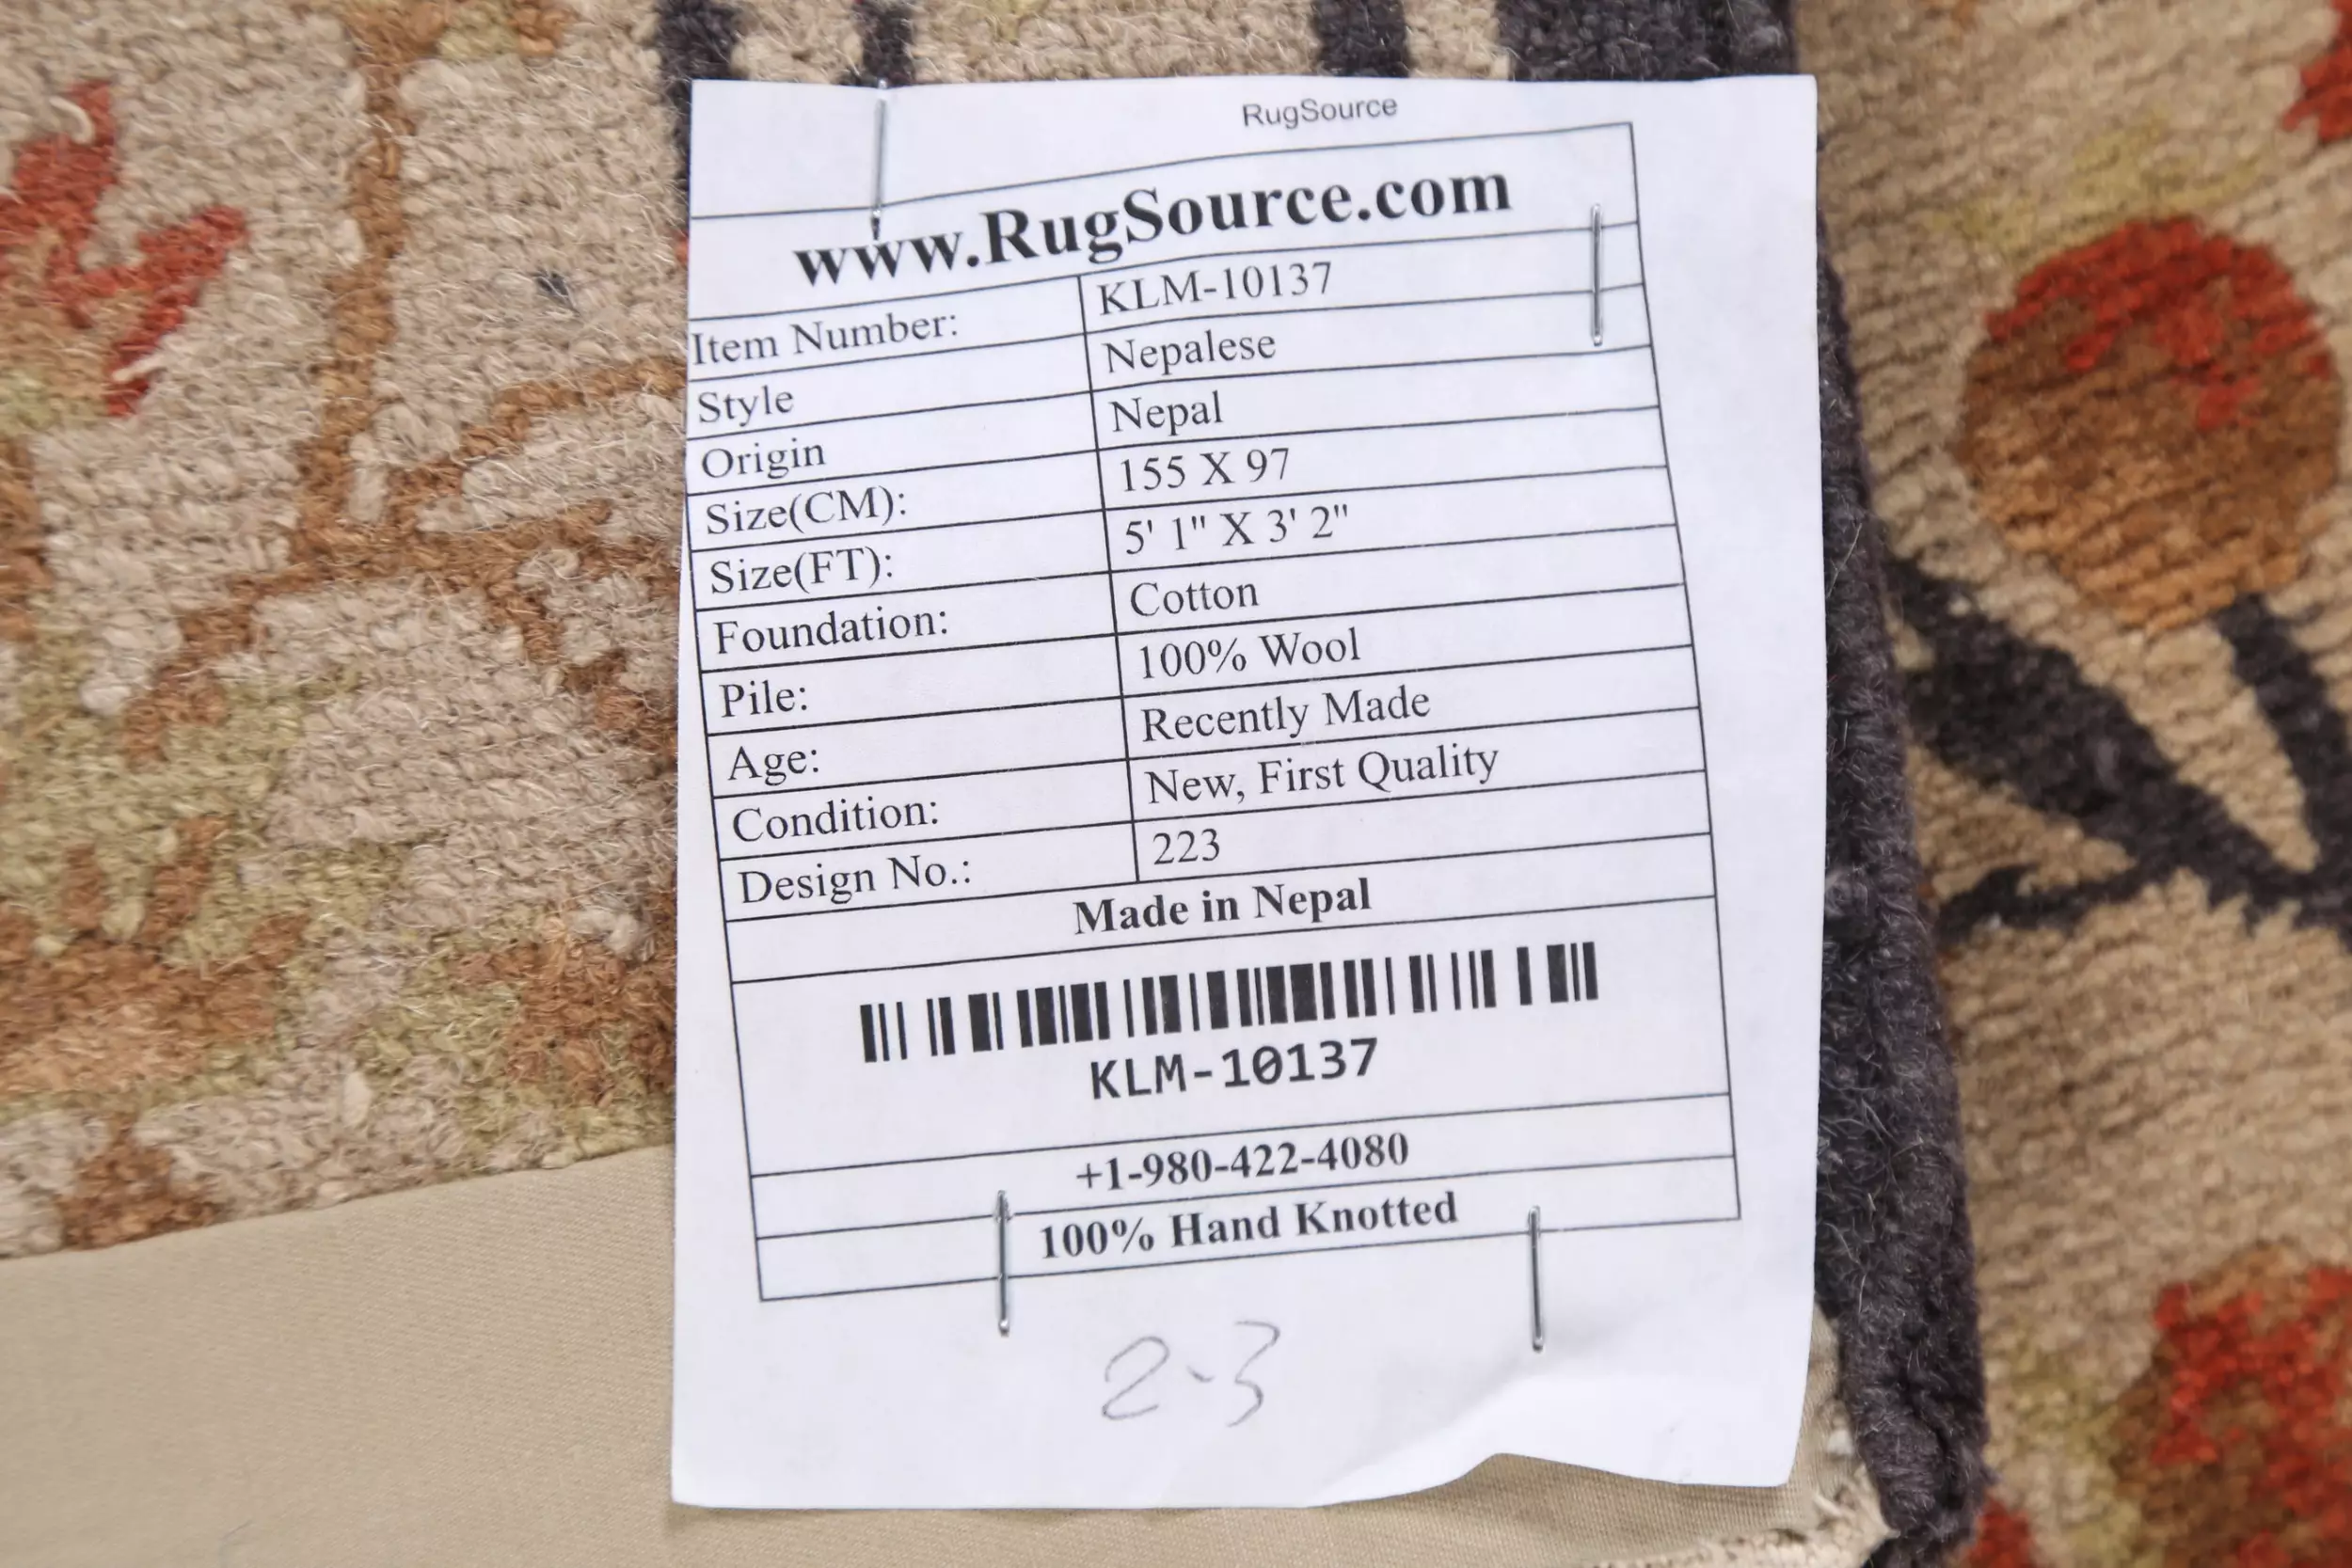 RugSource
www.RugSource.com
Item Number: KLM-10137
Style Nepalese
Origin Nepal
Size(CM): 155 X 97
Size(FT): 5' 1" X 3' 2"
Foundation: Cotton
Pile: 100% Wool
Age: Recently Made
Condition: New, First Quality
Design No.: 223
Made in Nepal
KLM-10137
+1-980-422-4080
100% Hand Knotted
2-3